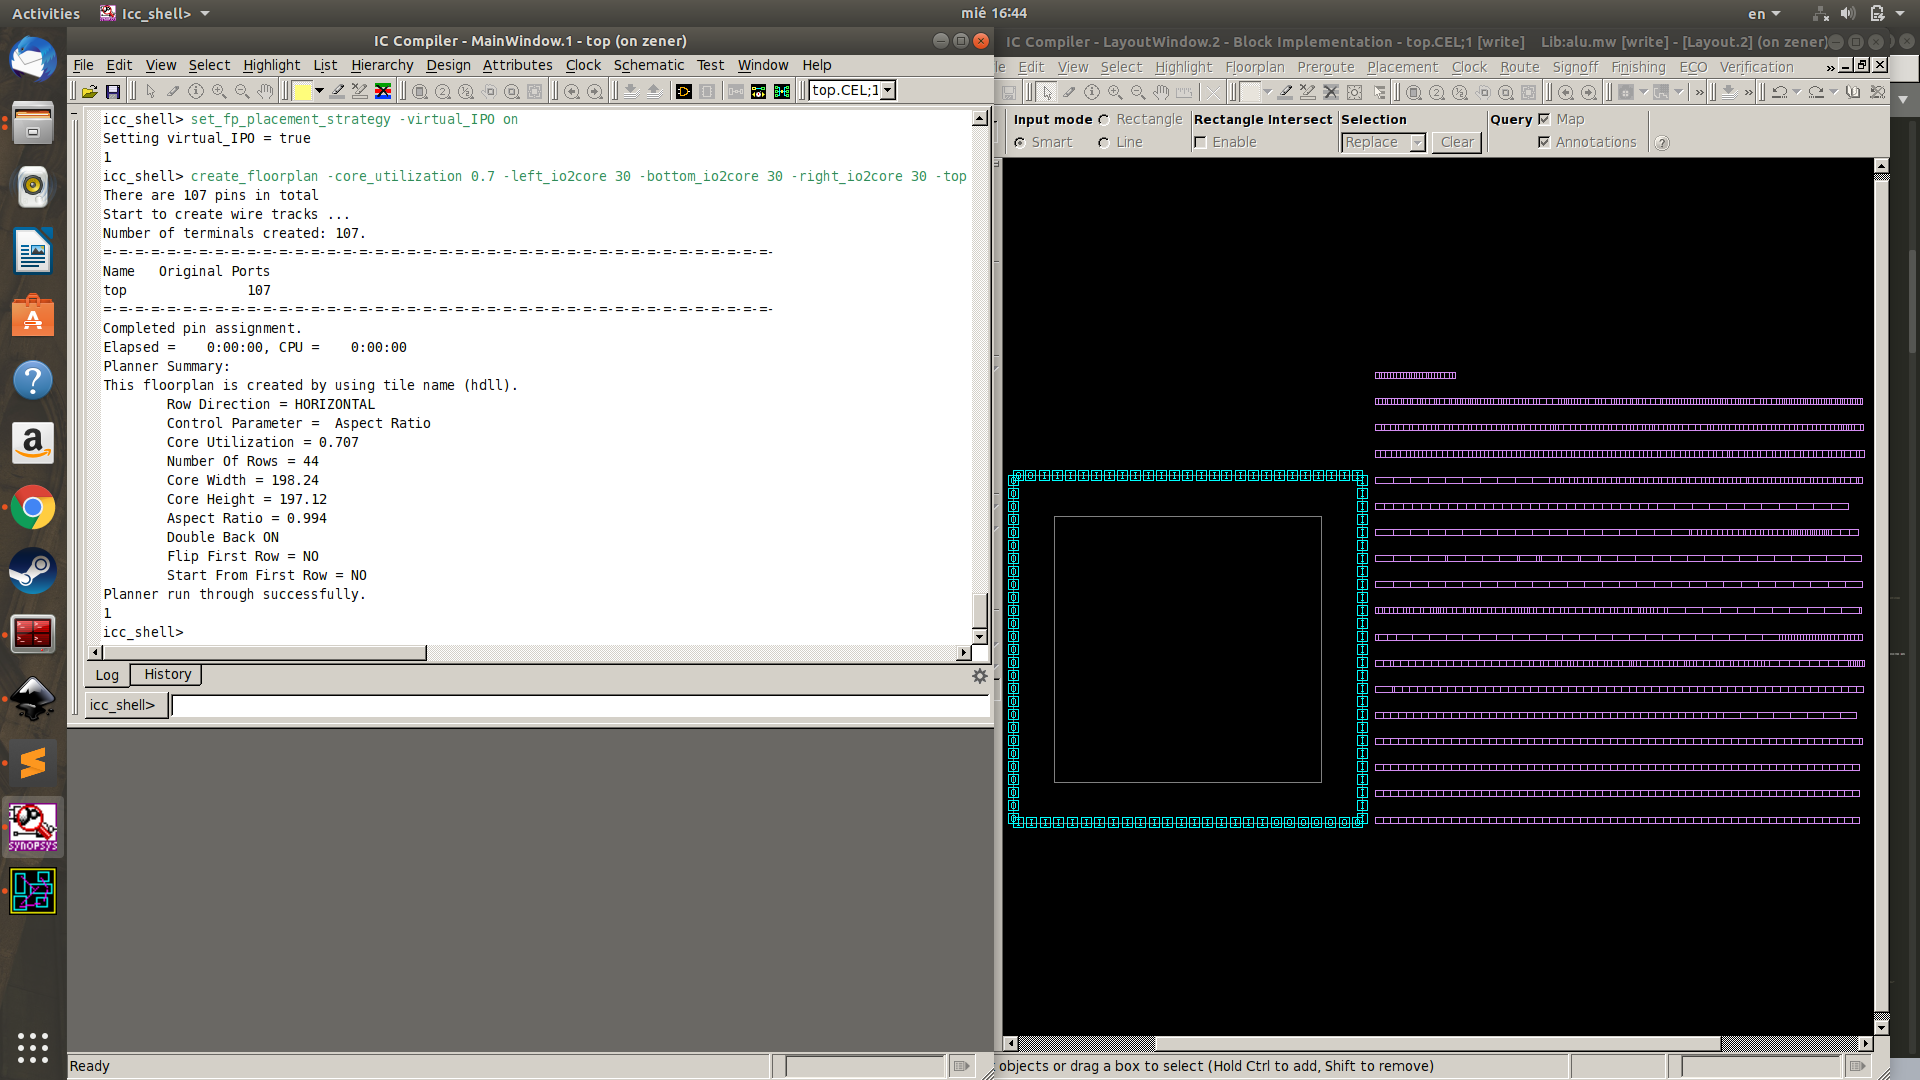 Activities
Icc_shell>
mié 16:44
en
IC Compiler - MainWindow.1 - top (on zener)
File Edit View Select Highlight List Hierarchy Design Attributes Clock Schematic Test Window Help
top.CEL;1
icc_shell> set_fp_placement_strategy -virtual_IPO on
Setting virtual_IPO = true
1
icc_shell> create_floorplan -core_utilization 0.7 -left_io2core 30 -bottom_io2core 30 -right_io2core 30 -top
There are 107 pins in total
Start to create wire tracks ...
Number of terminals created: 107.
=-=-=-=-=-=-=-=-=-=-=-=-=-=-=-=-=-=-=-=-=-=-=-=-=-=-=-=-=-=-=-=-=-=-=-=-=-=-=-=-=-=-
Name   Original Ports
top               107
=-=-=-=-=-=-=-=-=-=-=-=-=-=-=-=-=-=-=-=-=-=-=-=-=-=-=-=-=-=-=-=-=-=-=-=-=-=-=-=-=-=-
Completed pin assignment.
Elapsed =    0:00:00, CPU =    0:00:00
Planner Summary:
This floorplan is created by using tile name (hdll).
Row Direction = HORIZONTAL
Control Parameter =  Aspect Ratio
Core Utilization = 0.707
Number Of Rows = 44
Core Width = 198.24
Core Height = 197.12
Aspect Ratio = 0.994
Double Back ON
Flip First Row = NO
Start From First Row = NO
Planner run through successfully.
1
icc_shell>
Log History
icc_shell>
Ready
IC Compiler - LayoutWindow.2 - Block Implementation - top.CEL;1 [write] Lib:alu.mw [write] - [Layout.2] (on zener)
le Edit View Select Highlight Floorplan Preroute Placement Clock Route Signoff Finishing ECO Verification »
Input mode Rectangle Rectangle Intersect Selection Query Map
Smart Line Enable Replace Clear Annotations
objects or drag a box to select (Hold Ctrl to add, Shift to remove)
SYNOPSYS